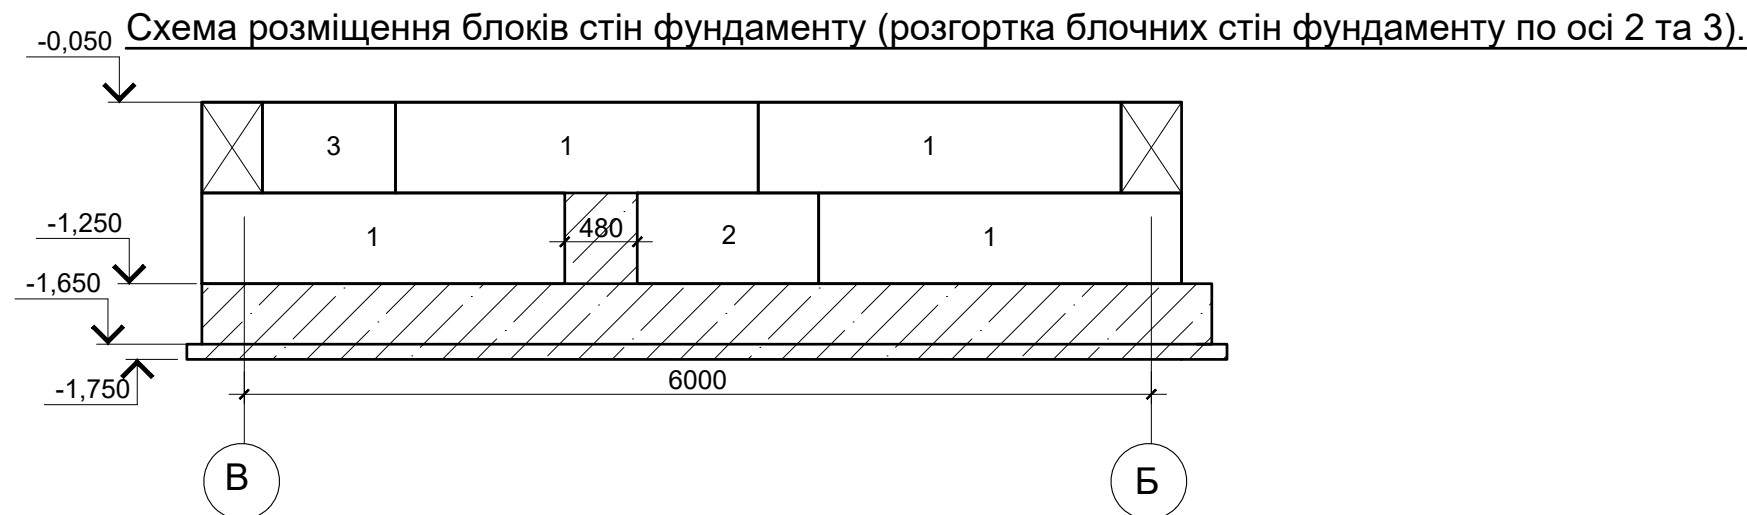 Схема розміщення блоків стін фундаменту (розгортка блочних стін фундаменту по осі 2 та 3).
-0,050
3 1 1
-1,250
1 480 2 1
-1,650
-1,750
6000
В Б